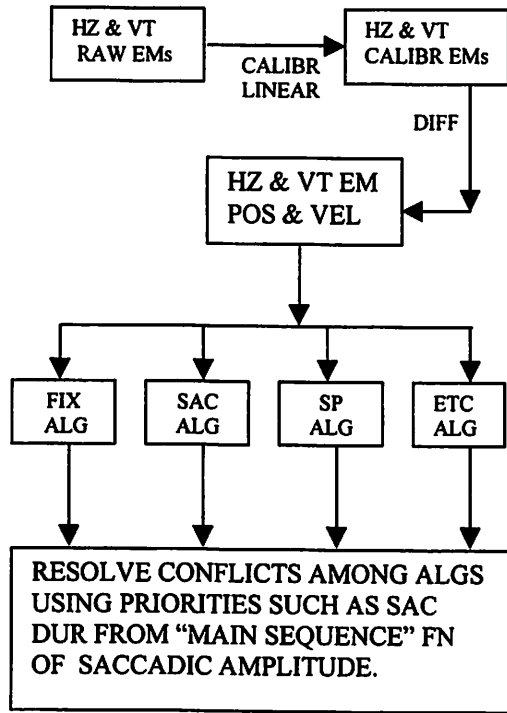 HZ & VT
RAW EMs
CALIBR
LINEAR
HZ & VT
CALIBR EMs
DIFF
HZ & VT EM
POS & VEL
FIX
ALG
SAC
ALG
SP
ALG
ETC
ALG
RESOLVE CONFLICTS AMONG ALGS
USING PRIORITIES SUCH AS SAC
DUR FROM “MAIN SEQUENCE” FN
OF SACCADIC AMPLITUDE.